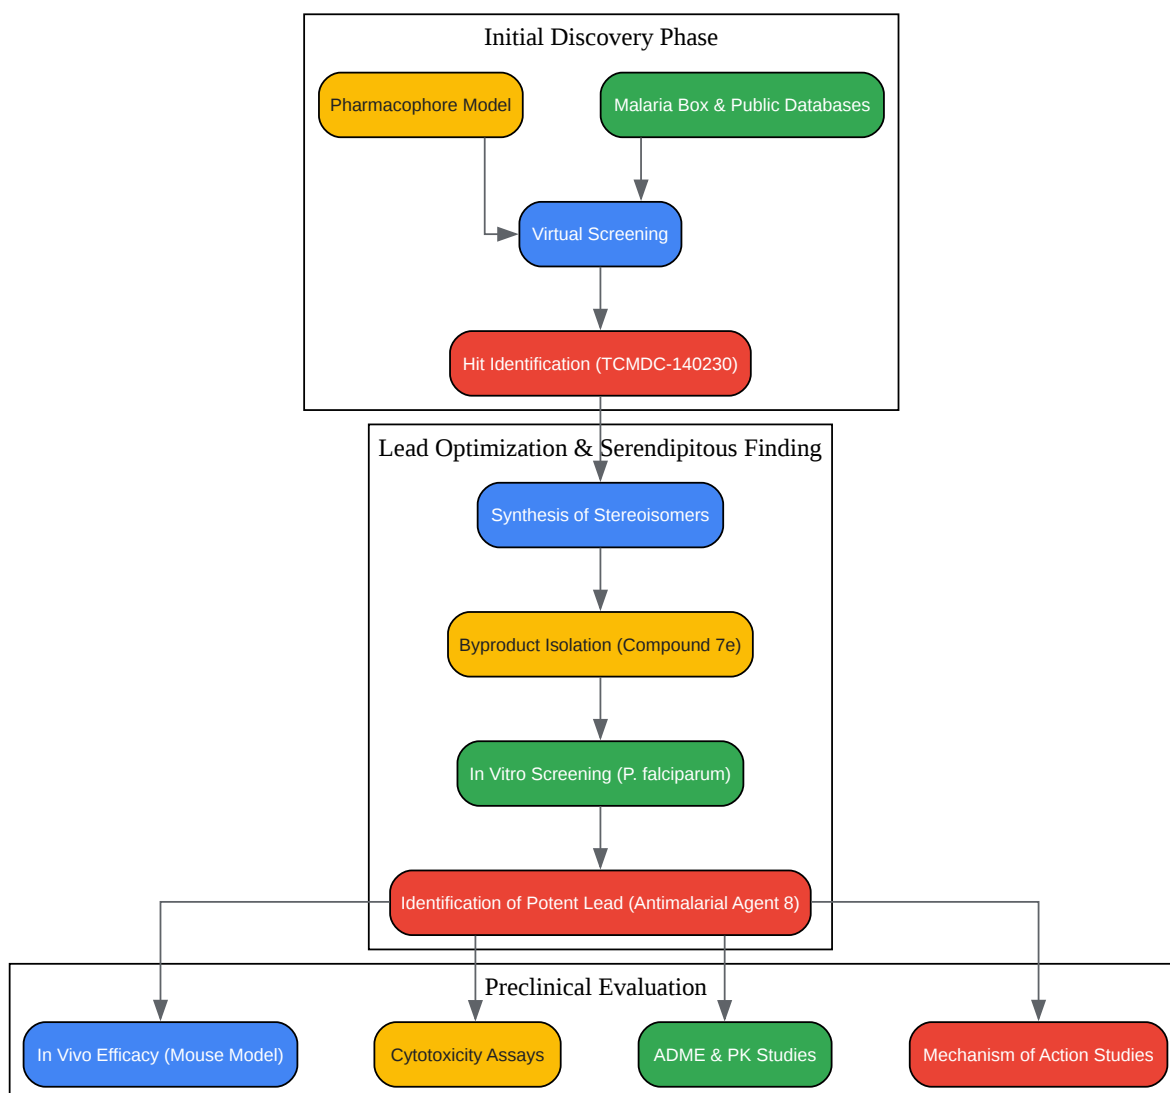 Initial Discovery Phase
Pharmacophore Model
Malaria Box & Public Databases
Virtual Screening
Hit Identification (TCMDC-140230)
Lead Optimization & Serendipitous Finding
Synthesis of Stereoisomers
Byproduct Isolation (Compound 7e)
In Vitro Screening (P. falciparum)
Identification of Potent Lead (Antimalarial Agent 8)
Preclinical Evaluation
In Vivo Efficacy (Mouse Model)
Cytotoxicity Assays
ADME & PK Studies
Mechanism of Action Studies